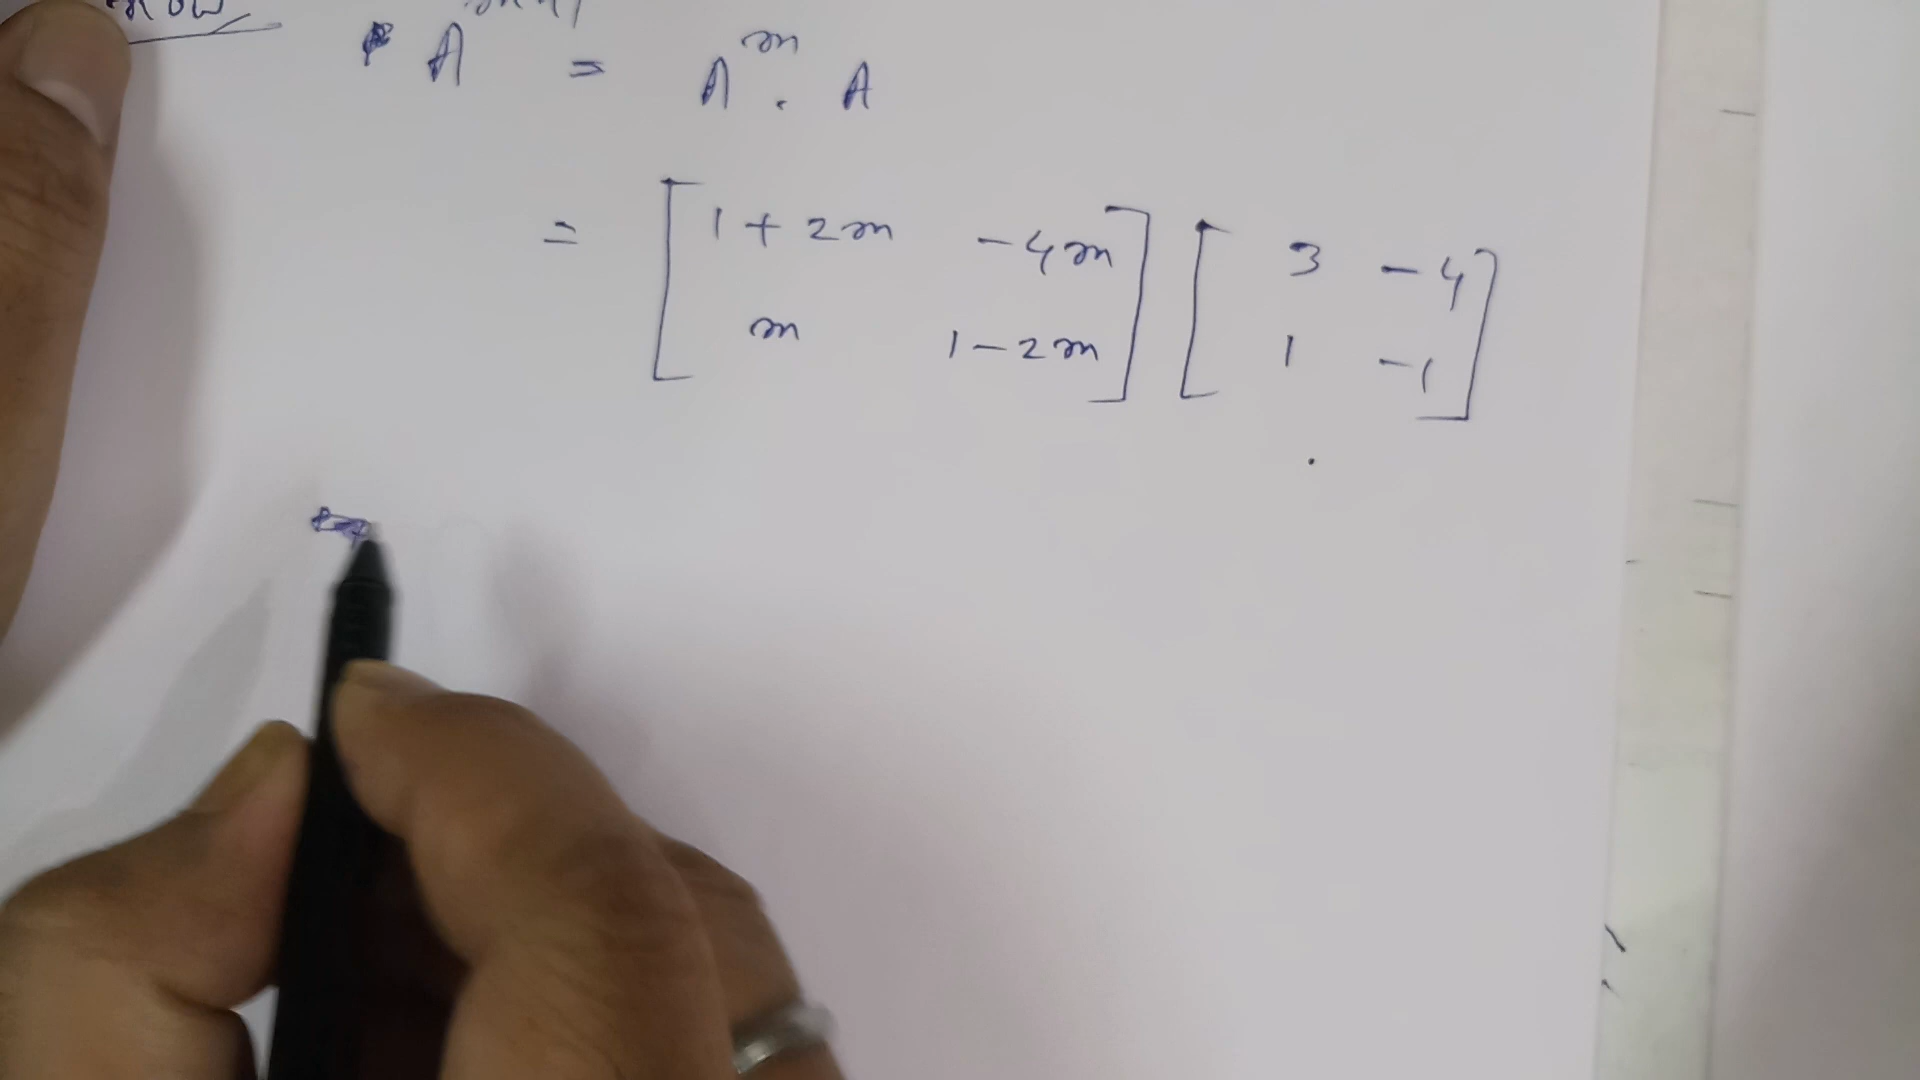 A = A^m . A
= [ 1 + 2m   -4m ] [ 3   -4 ]
[ m   1 - 2m ] [ 1   -1 ]